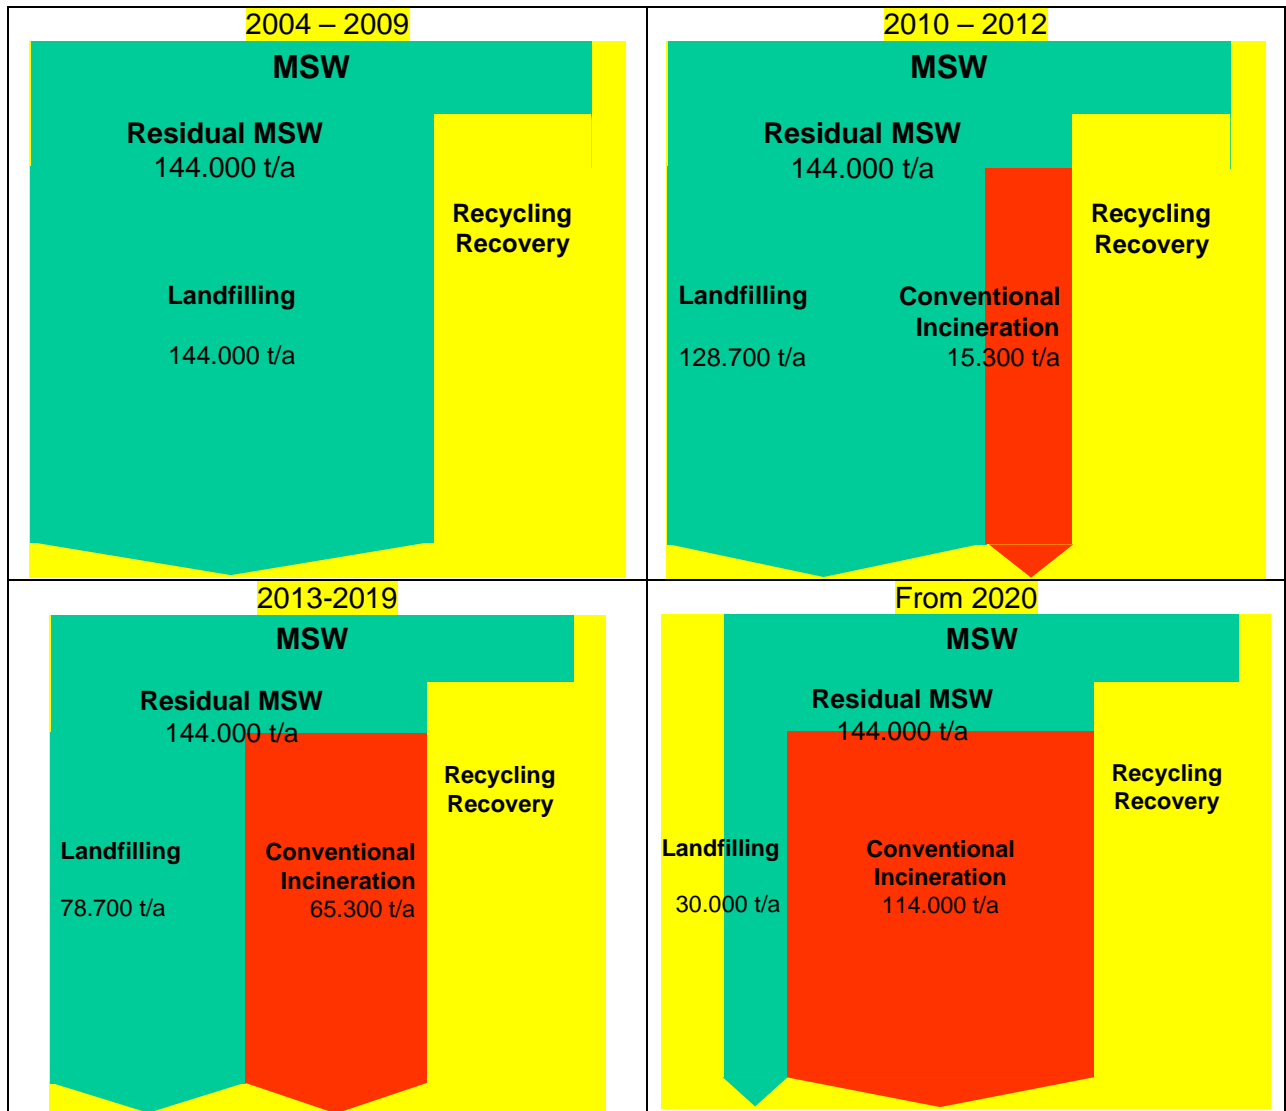 2004 – 2009
MSW
Residual MSW
144.000 t/a
Recycling
Recovery
Landfilling
144.000 t/a
2010 – 2012
MSW
Residual MSW
144.000 t/a
Recycling
Recovery
Landfilling
128.700 t/a
Conventional
Incineration
15.300 t/a
2013-2019
MSW
Residual MSW
144.000 t/a
Recycling
Recovery
Landfilling
78.700 t/a
Conventional
Incineration
65.300 t/a
From 2020
MSW
Residual MSW
144.000 t/a
Recycling
Recovery
Landfilling
30.000 t/a
Conventional
Incineration
114.000 t/a